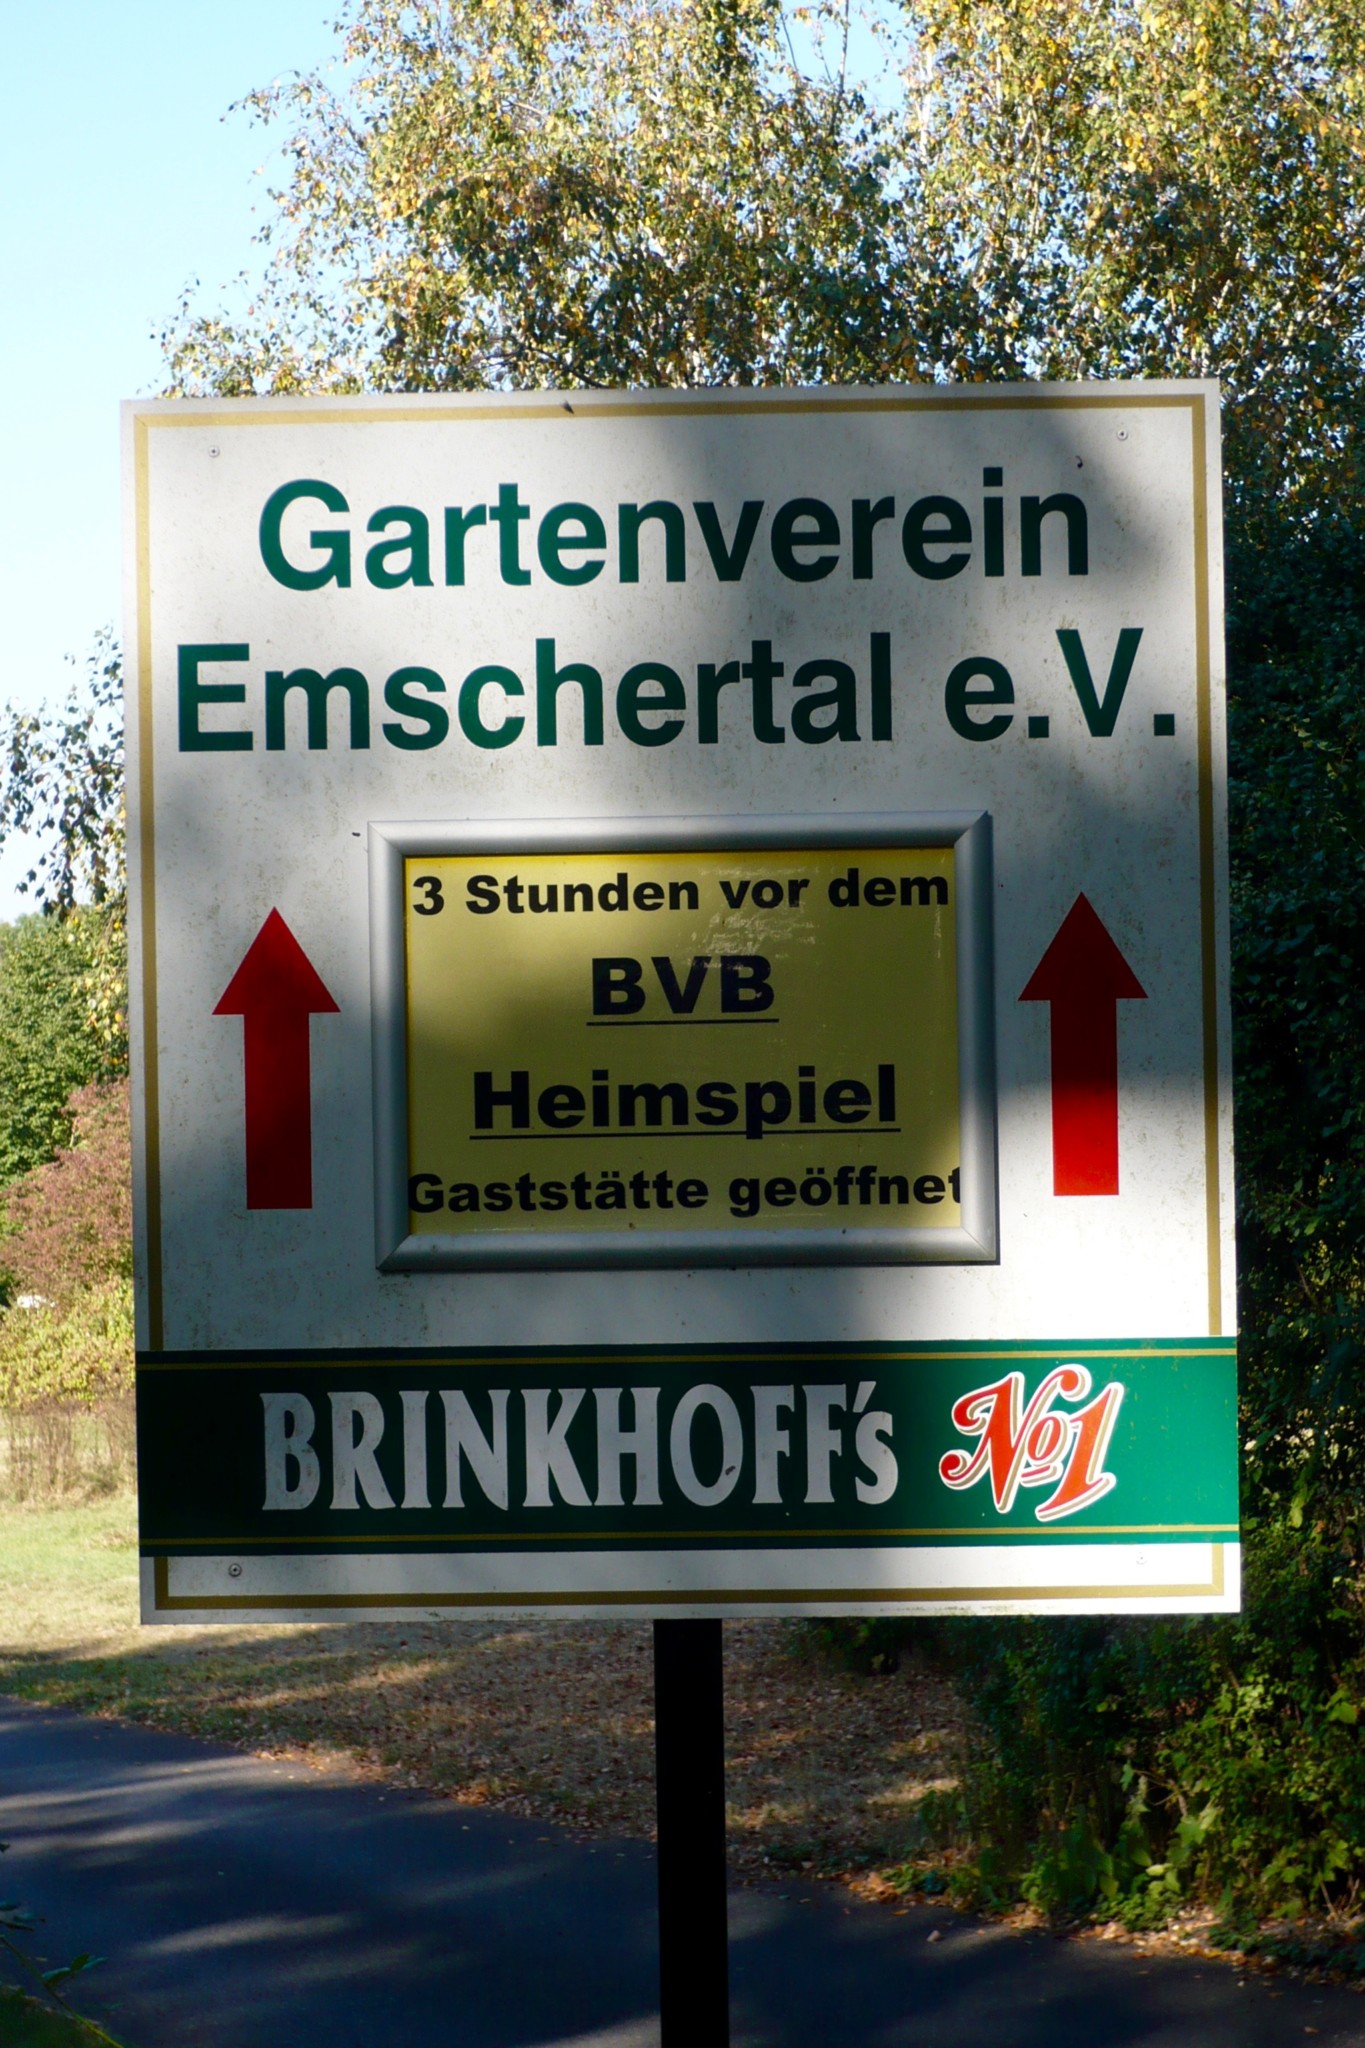 Gartenverein
Emschertal e.V.
3 Stunden vor dem
BVB
Heimspiel
Gaststätte geöffnet
BRINKHOFF's No1